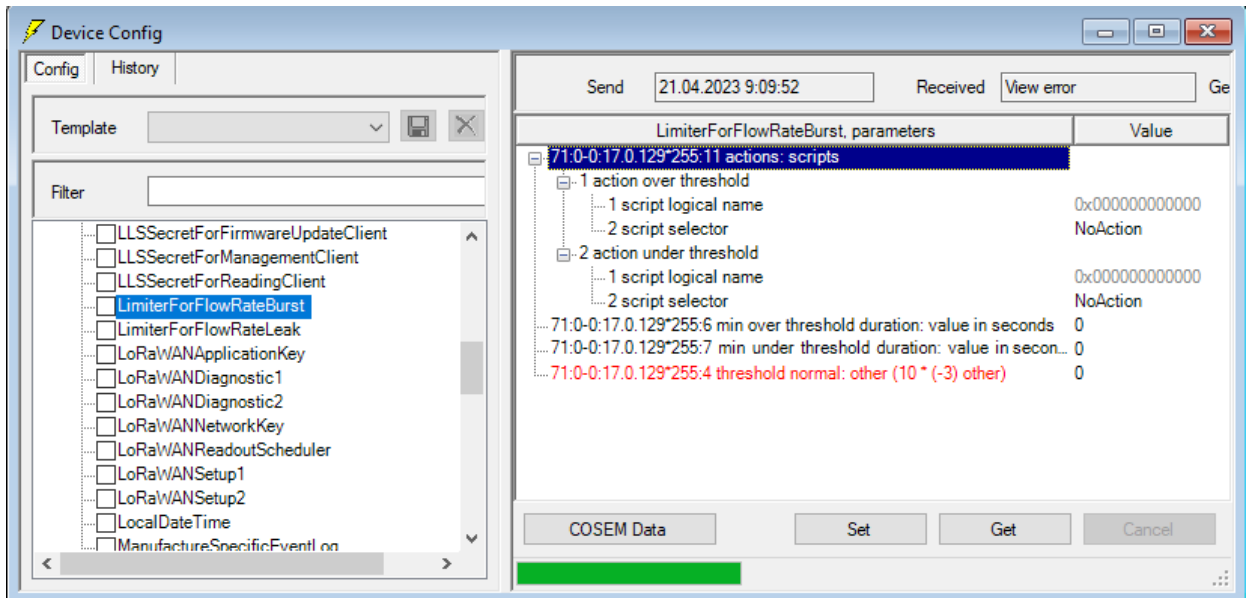 Device Config
Config History
Template
Filter
LLSSecretForFirmwareUpdateClient
LLSSecretForManagementClient
LLSSecretForReadingClient
LimiterForFlowRateBurst
LimiterForFlowRateLeak
LoRaWANApplicationKey
LoRaWANDiagnostic1
LoRaWANDiagnostic2
LoRaWANNetworkKey
LoRaWANReadoutScheduler
LoRaWANSetup1
LoRaWANSetup2
LocalDateTime
ManufactureSpecificEventLog
Send 21.04.2023 9:09:52 Received View error Ge
LimiterForFlowRateBurst, parameters Value
71:0-0:17.0.129*255:11 actions: scripts
1 action over threshold
1 script logical name 0x000000000000
2 script selector NoAction
2 action under threshold
1 script logical name 0x000000000000
2 script selector NoAction
71:0-0:17.0.129*255:6 min over threshold duration: value in seconds 0
71:0-0:17.0.129*255:7 min under threshold duration: value in secon... 0
71:0-0:17.0.129*255:4 threshold normal: other (10 * (-3) other) 0
COSEM Data Set Get Cancel